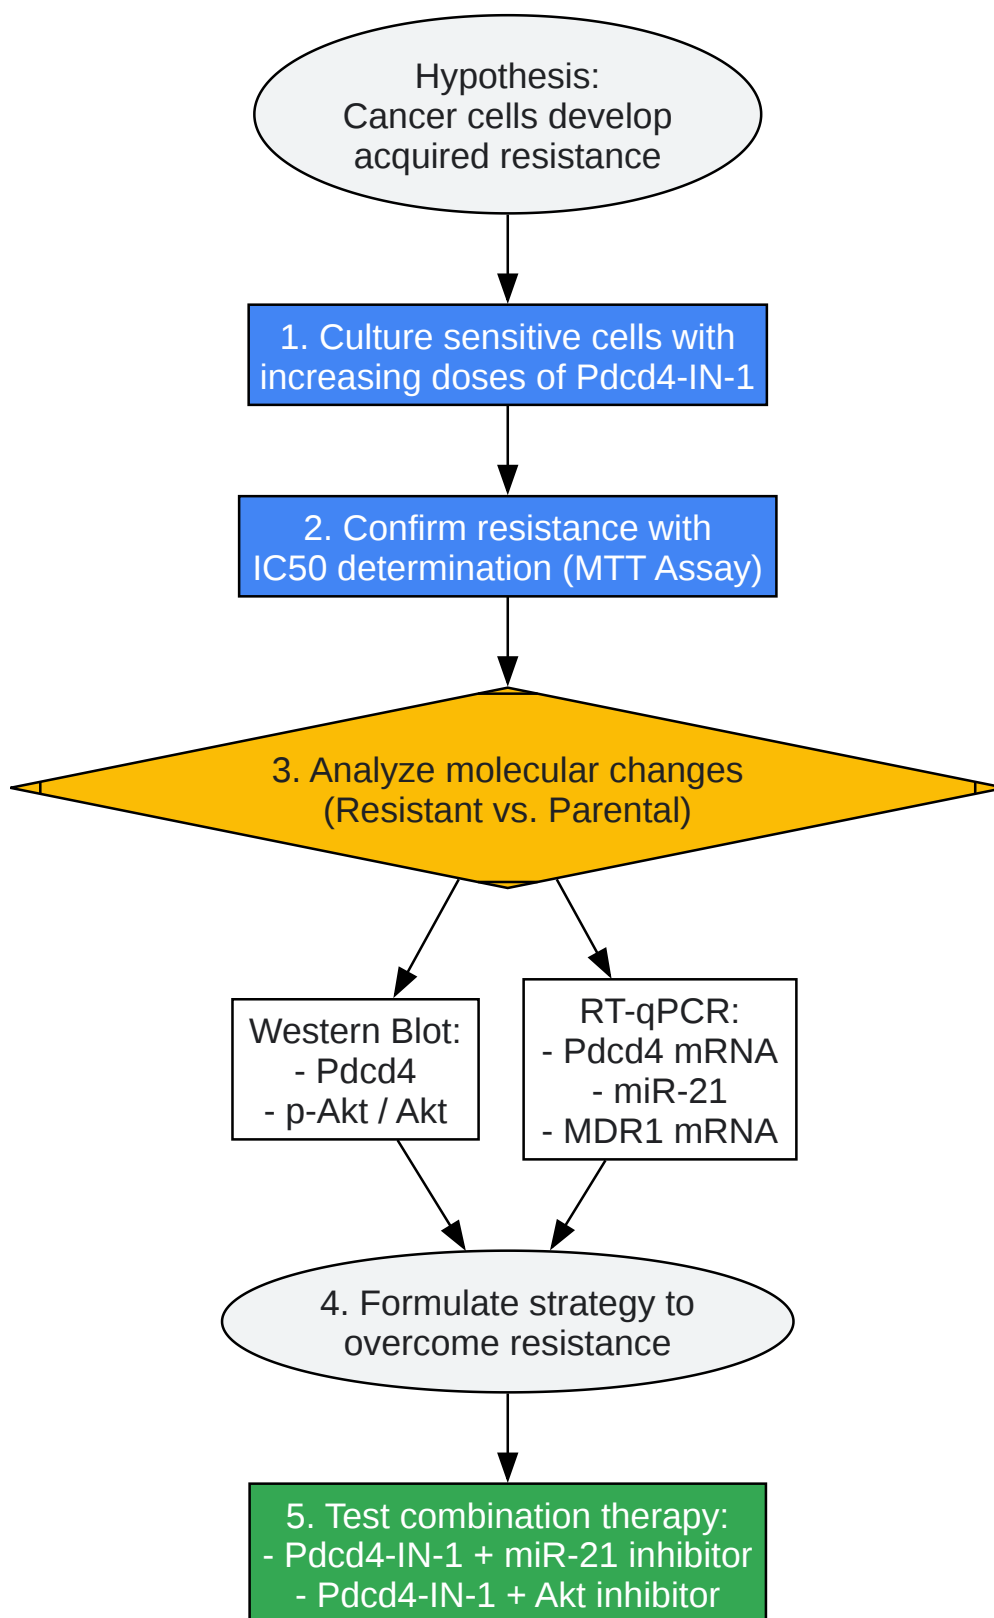 Hypothesis:
Cancer cells develop
acquired resistance
1. Culture sensitive cells with
increasing doses of Pdcd4-IN-1
2. Confirm resistance with
IC50 determination (MTT Assay)
3. Analyze molecular changes
(Resistant vs. Parental)
Western Blot:
- Pdcd4
- p-Akt / Akt
RT-qPCR:
- Pdcd4 mRNA
- miR-21
- MDR1 mRNA
4. Formulate strategy to
overcome resistance
5. Test combination therapy:
- Pdcd4-IN-1 + miR-21 inhibitor
- Pdcd4-IN-1 + Akt inhibitor